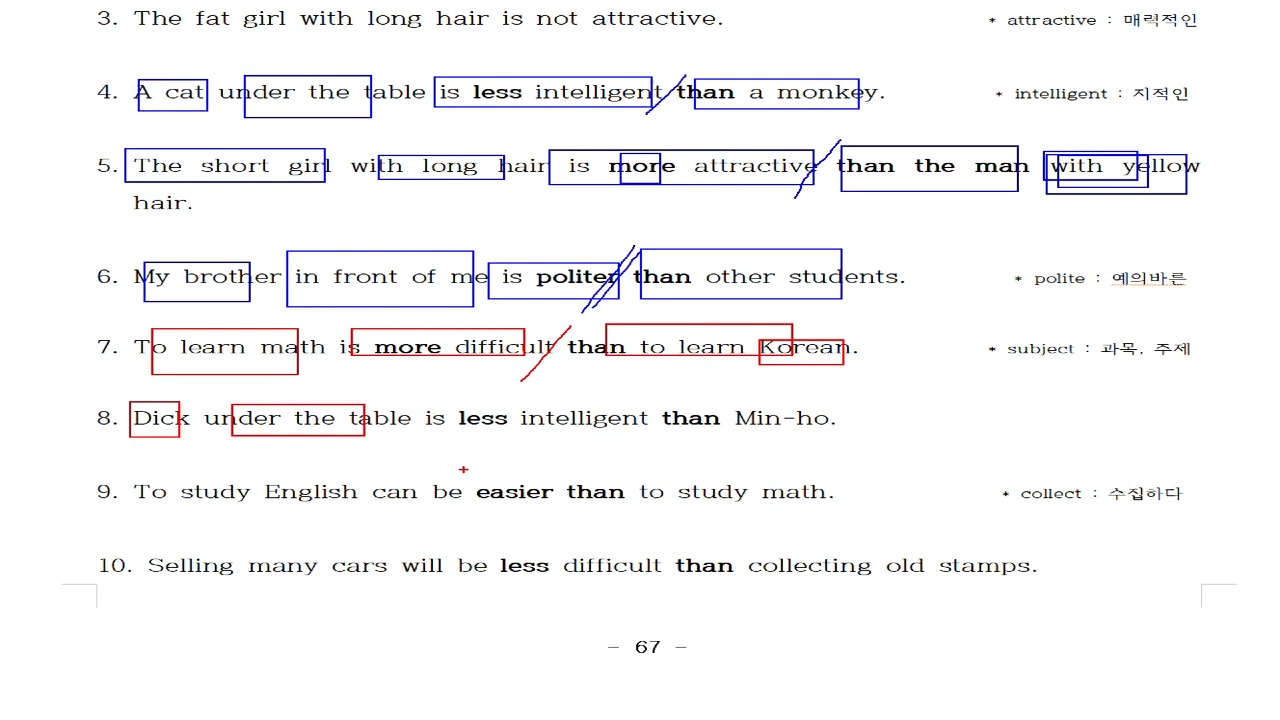 3. The fat girl with long hair is not attractive. * attractive : 매력적인
4. A cat under the table is less intelligent than a monkey. * intelligent : 지적인
5. The short girl with long hair is more attractive than the man with yellow
hair.
6. My brother in front of me is politer than other students. * polite : 예의바른
7. To learn math is more difficult than to learn Korean. * subject : 과목, 주제
8. Dick under the table is less intelligent than Min-ho.
9. To study English can be easier than to study math. * collect : 수집하다
10. Selling many cars will be less difficult than collecting old stamps.
- 67 -